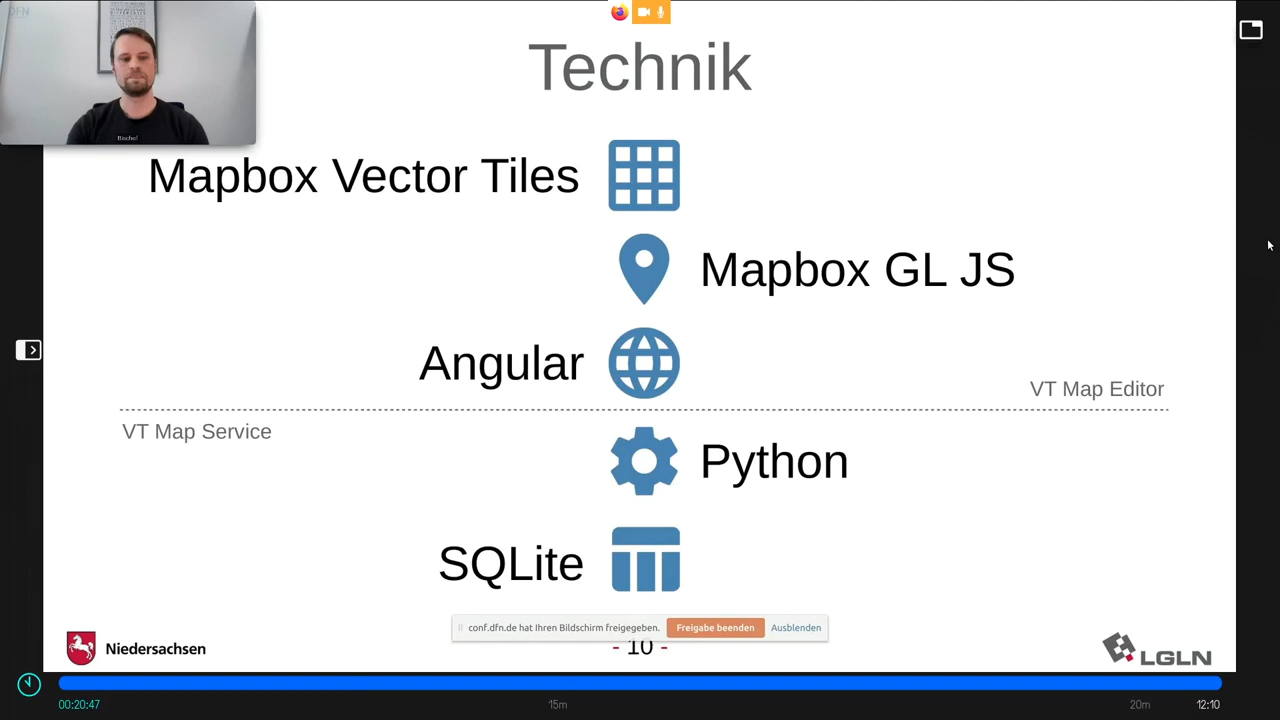 DFN
Technik
Mapbox Vector Tiles
Mapbox GL JS
Angular
VT Map Editor
VT Map Service
Python
SQLite
conf.dfn.de hat Ihren Bildschirm freigegeben. Freigabe beenden Ausblenden
Niedersachsen
- 10 -
LGLN
00:20:47
15m
20m
12:10